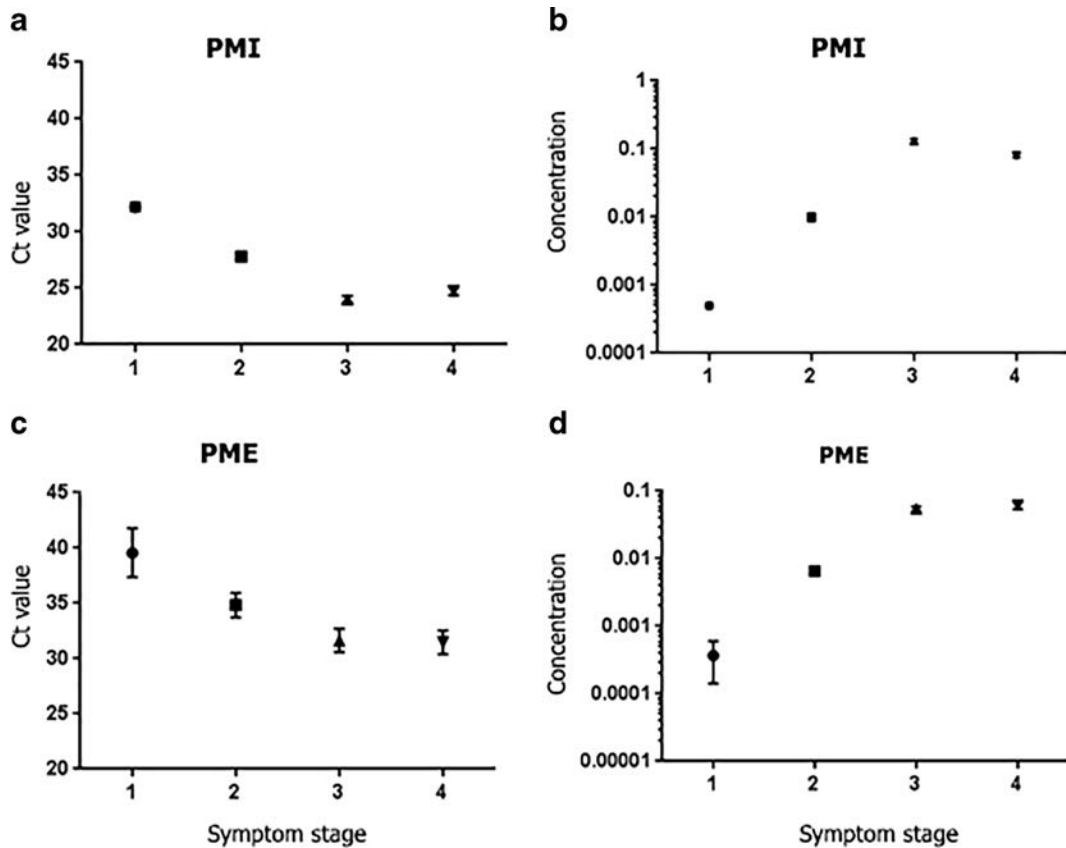 a
PMI
45
40
35
30
25
20
Ct value
1 2 3 4
b
PMI
1
0.1
0.01
0.001
0.0001
Concentration
1 2 3 4
c
PME
45
40
35
30
25
20
Ct value
1 2 3 4
Symptom stage
d
PME
0.1
0.01
0.001
0.0001
0.00001
Concentration
1 2 3 4
Symptom stage